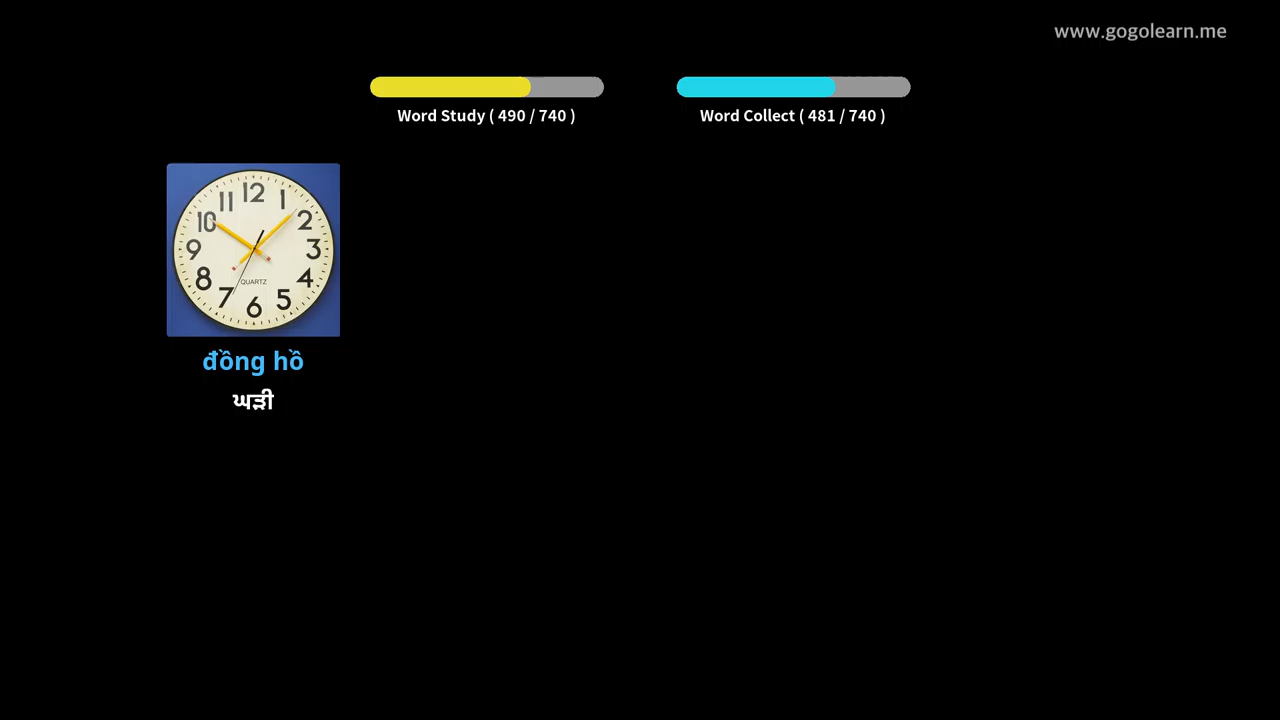 www.gogolearn.me
Word Study ( 490 / 740 )
Word Collect ( 481 / 740 )
12
11
1
10
2
9
3
8
4
QUARTZ
7
5
6
đồng hồ
ਘੜੀ